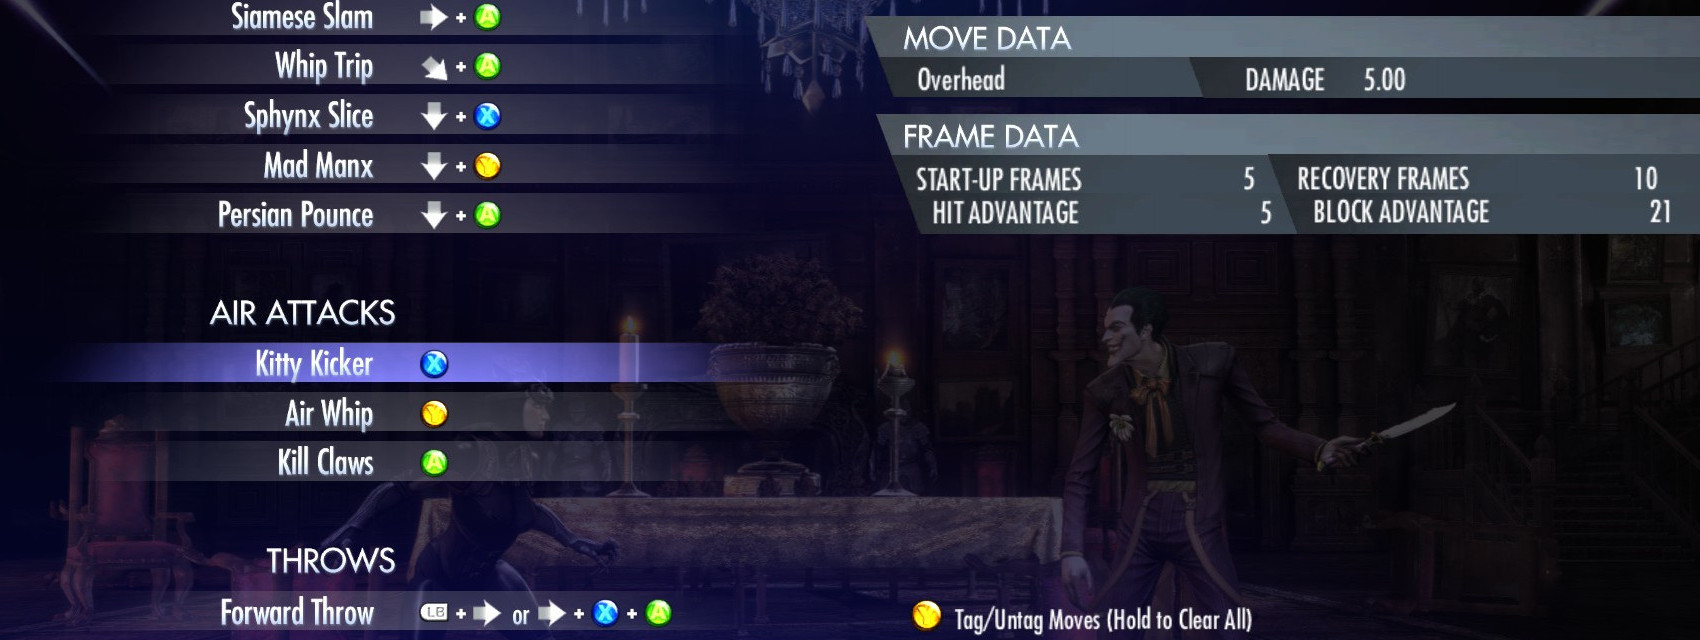 Siamese Slam + A
Whip Trip + A
Sphynx Slice + X
Mad Manx + Y
Persian Pounce + A
AIR ATTACKS
Kitty Kicker X
Air Whip Y
Kill Claws A
THROWS
Forward Throw LB + or + X + A
MOVE DATA
Overhead DAMAGE 5.00
FRAME DATA
START-UP FRAMES 5 RECOVERY FRAMES 10
HIT ADVANTAGE 5 BLOCK ADVANTAGE 21
Y Tag/Untag Moves (Hold to Clear All)